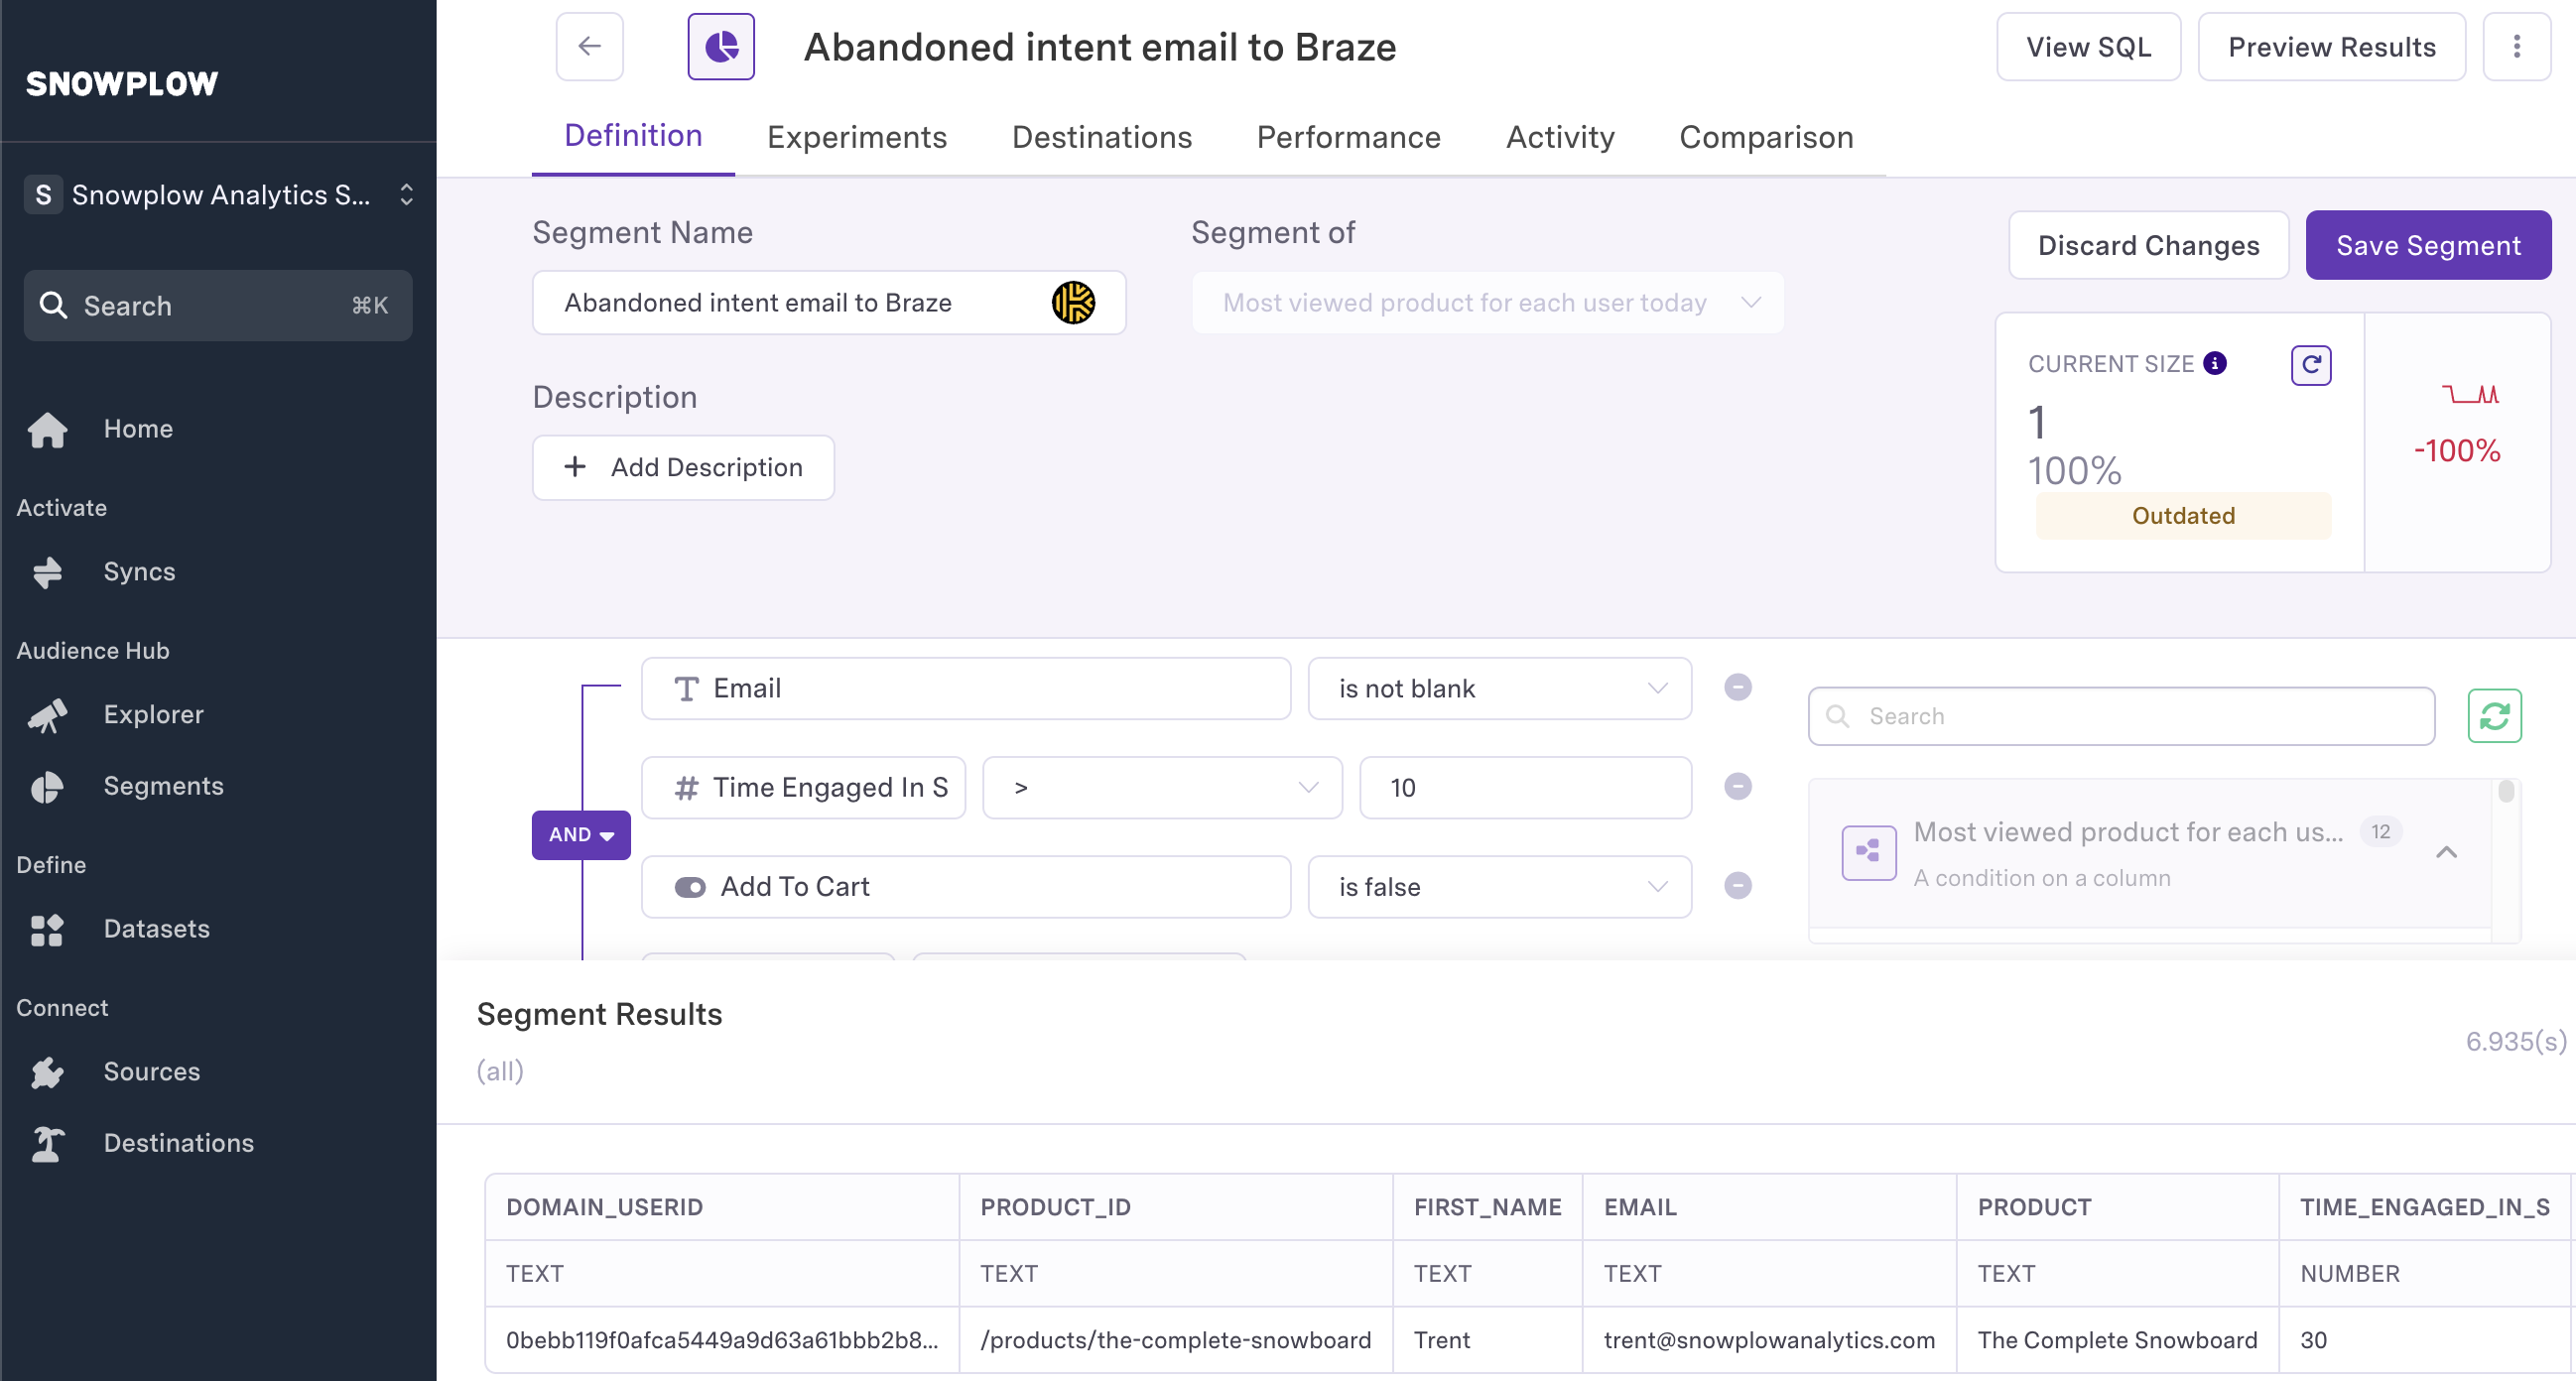 SNOWPLOW
S Snowplow Analytics S...
Search ⌘K
Home
Activate
Syncs
Audience Hub
Explorer
Segments
Define
Datasets
Connect
Sources
Destinations
Abandoned intent email to Braze
View SQL
Preview Results
Definition
Experiments
Destinations
Performance
Activity
Comparison
Segment Name
Segment of
Discard Changes
Save Segment
Abandoned intent email to Braze
Most viewed product for each user today
CURRENT SIZE i
1
100%
Outdated
-100%
Description
+ Add Description
Email
is not blank
# Time Engaged In S
>
10
AND
Add To Cart
is false
Search
Most viewed product for each us... 12
A condition on a column
Segment Results
(all)
6.935(s)
DOMAIN_USERID PRODUCT_ID FIRST_NAME EMAIL PRODUCT TIME_ENGAGED_IN_S
TEXT TEXT TEXT TEXT TEXT NUMBER
0bebb119f0afca5449a9d63a61bbb2b8... /products/the-complete-snowboard Trent trent@snowplowanalytics.com The Complete Snowboard 30